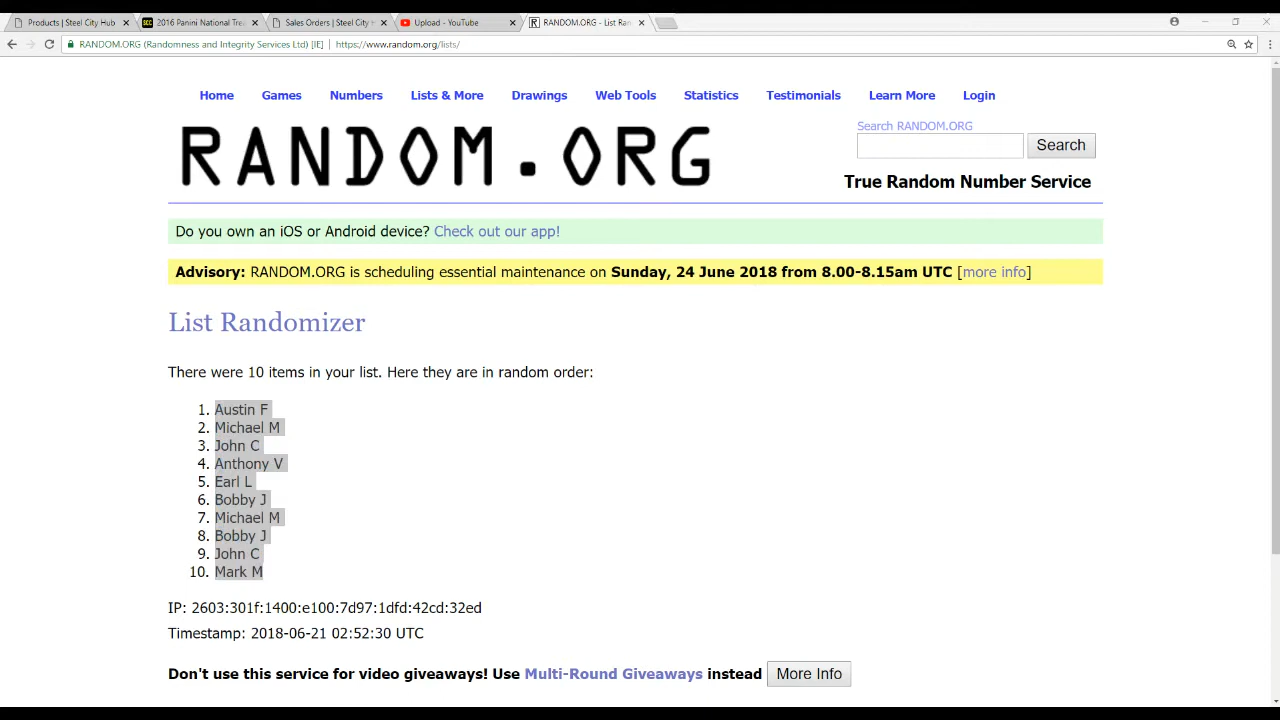 Products | Steel City Hub
2016 Panini National Trea
Sales Orders | Steel City H
Upload - YouTube
RANDOM.ORG - List Ran
RANDOM.ORG (Randomness and Integrity Services Ltd) [IE] | https://www.random.org/lists/
Home Games Numbers Lists & More Drawings Web Tools Statistics Testimonials Learn More Login
RANDOM.ORG
Search RANDOM.ORG
Search
True Random Number Service
Do you own an iOS or Android device? Check out our app!
Advisory: RANDOM.ORG is scheduling essential maintenance on Sunday, 24 June 2018 from 8.00-8.15am UTC [more info]
List Randomizer
There were 10 items in your list. Here they are in random order:
1. Austin F
2. Michael M
3. John C
4. Anthony V
5. Earl L
6. Bobby J
7. Michael M
8. Bobby J
9. John C
10. Mark M
IP: 2603:301f:1400:e100:7d97:1dfd:42cd:32ed
Timestamp: 2018-06-21 02:52:30 UTC
Don't use this service for video giveaways! Use Multi-Round Giveaways instead More Info